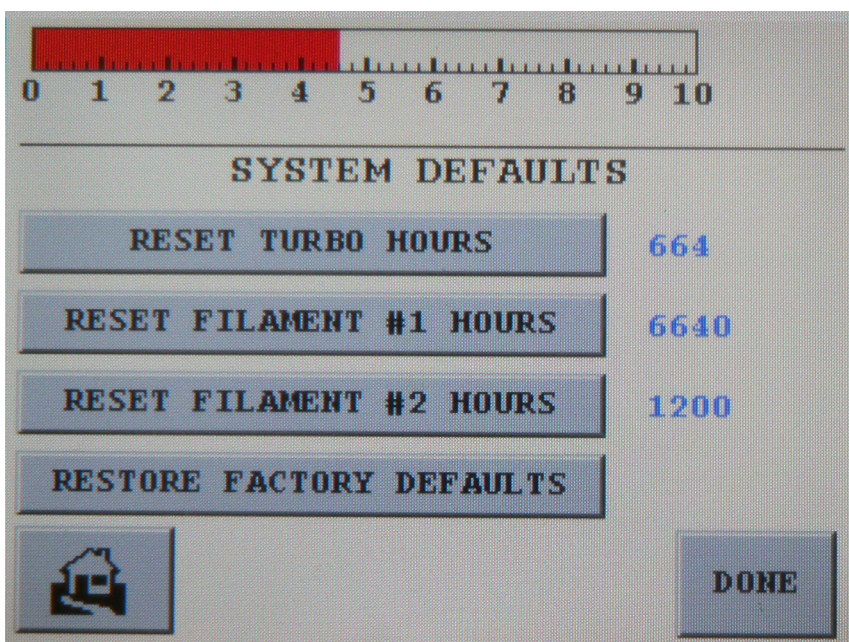 0 1 2 3 4 5 6 7 8 9 10
SYSTEM DEFAULTS
RESET TURBO HOURS 664
RESET FILAMENT #1 HOURS 6640
RESET FILAMENT #2 HOURS 1200
RESTORE FACTORY DEFAULTS
DONE